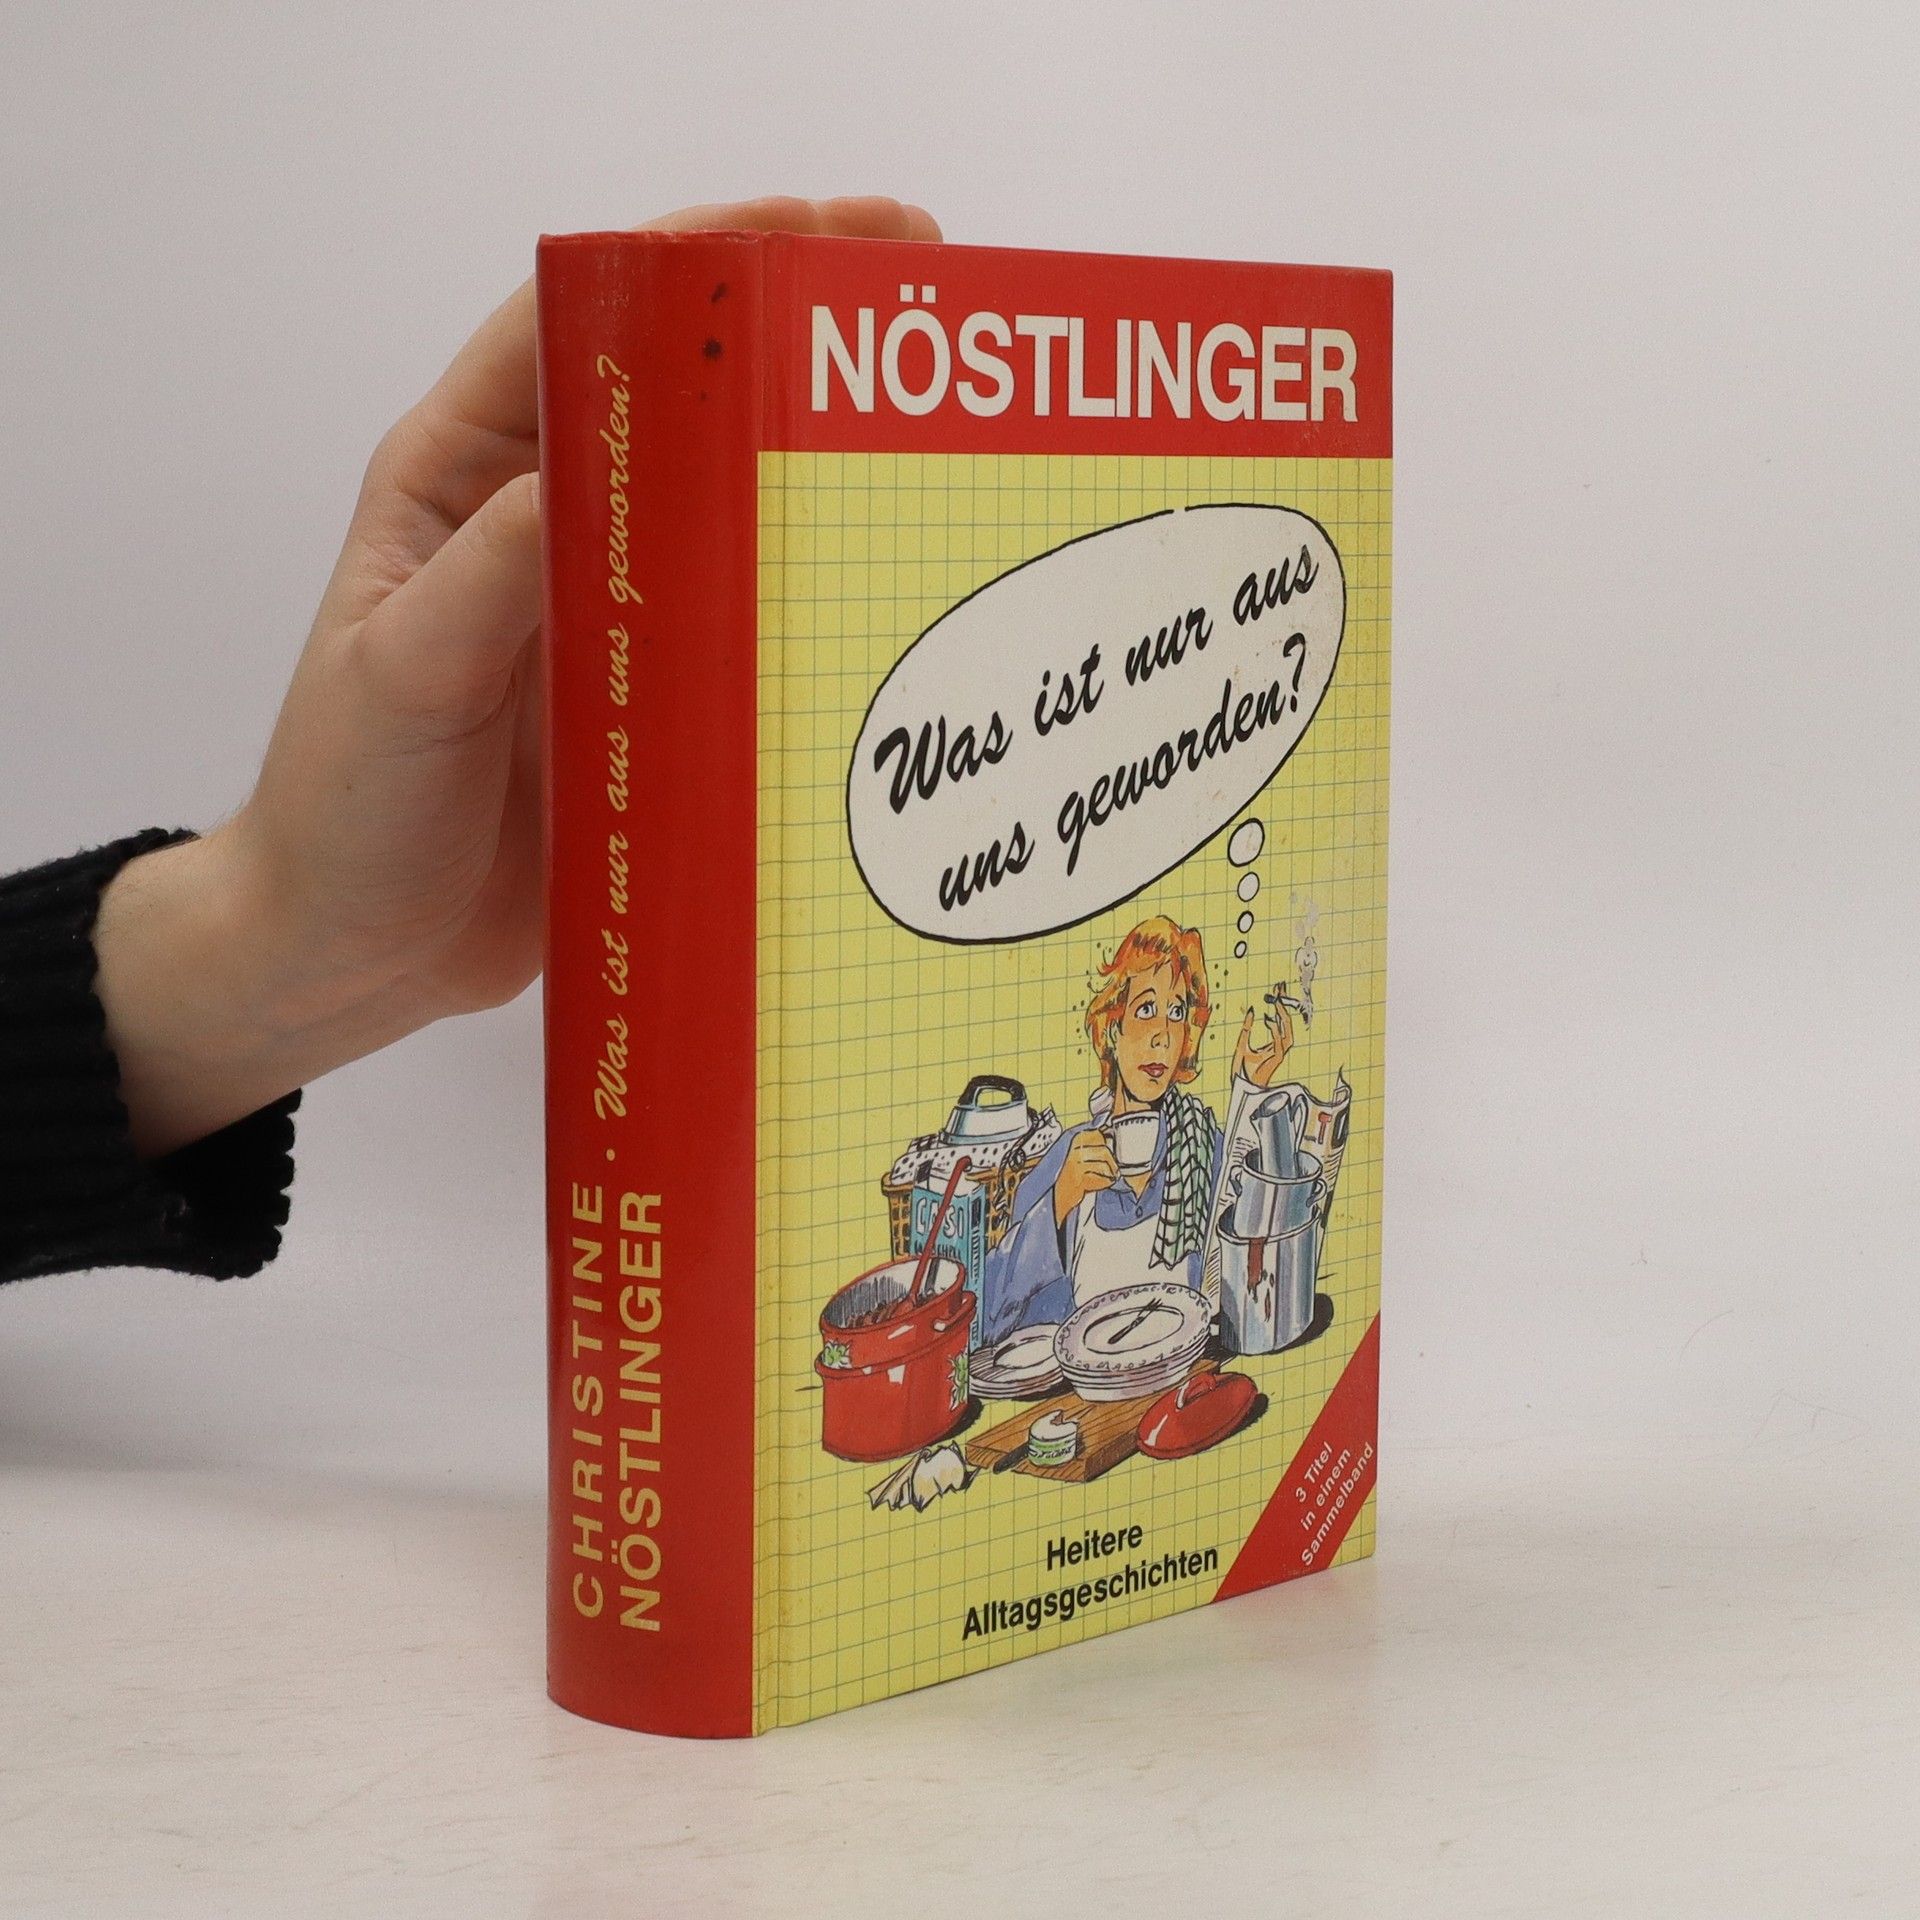 CHRISTINE
NÖSTLINGER
· Was ist nur aus uns geworden?
NÖSTLINGER
Was ist nur aus
uns geworden?
Heitere
Alltagsgeschichten
3 Titel
in einem
Sammelband